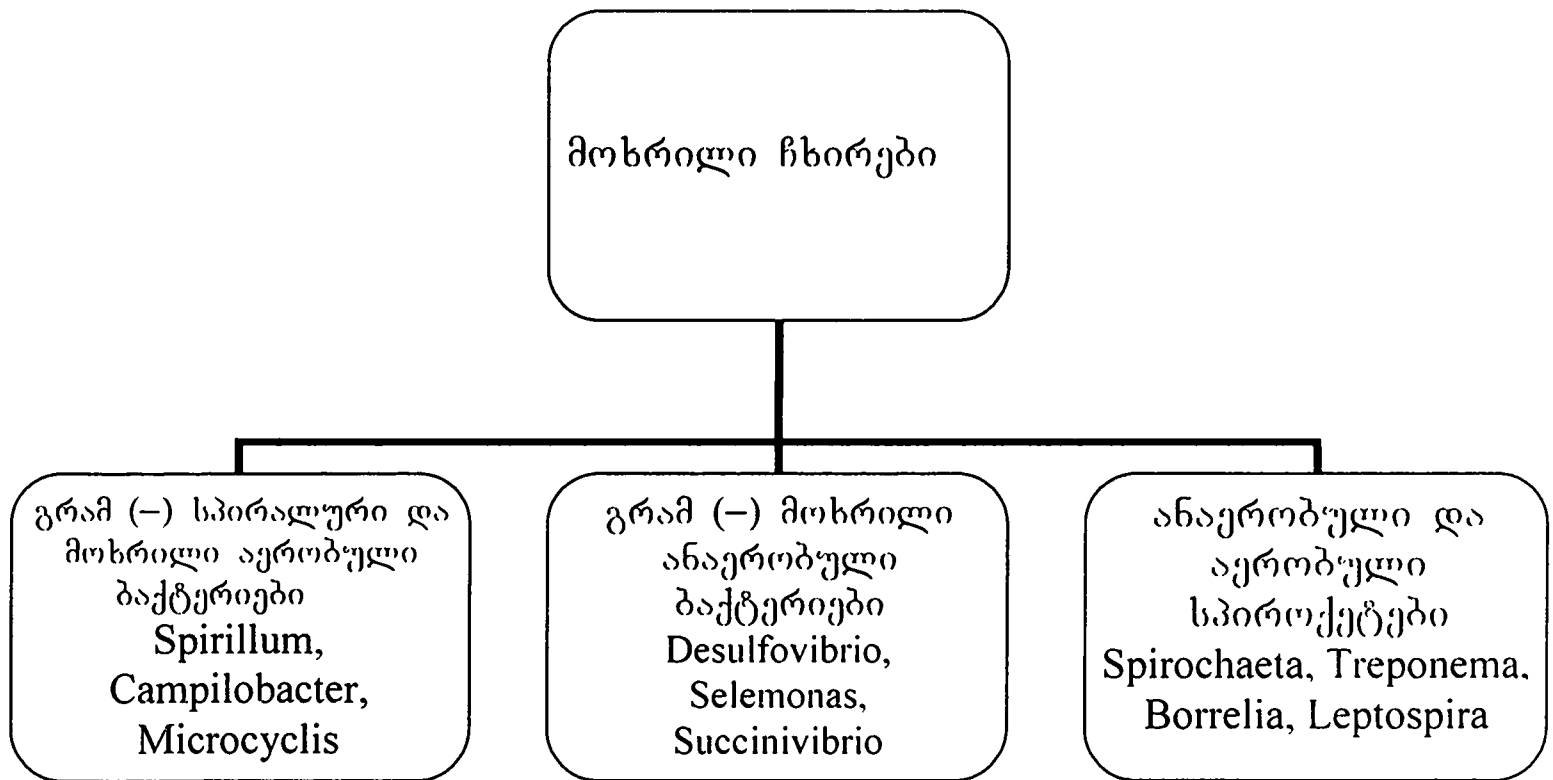 მოხრილი ჩხირები
გრამ (–) სპირალური და
მოხრილი აერობული
ბაქტერიები
Spirillum,
Campilobacter,
Microcyclis
გრამ (–) მოხრილი
ანაერობული
ბაქტერიები
Desulfovibrio,
Selemonas,
Succinivibrio
ანაერობული და
აერობული
სპიროქეტები
Spirochaeta, Treponema,
Borrelia, Leptospira